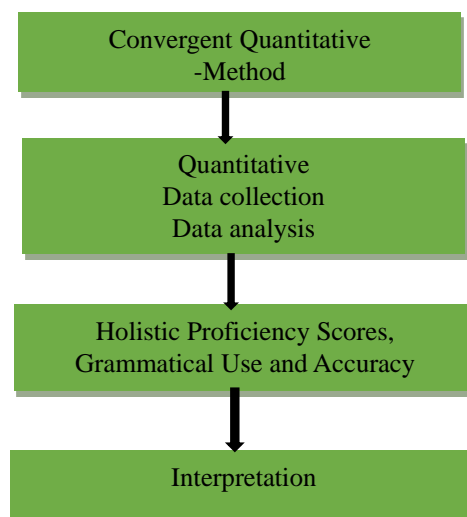 Convergent Quantitative
-Method
Quantitative
Data collection
Data analysis
Holistic Proficiency Scores,
Grammatical Use and Accuracy
Interpretation